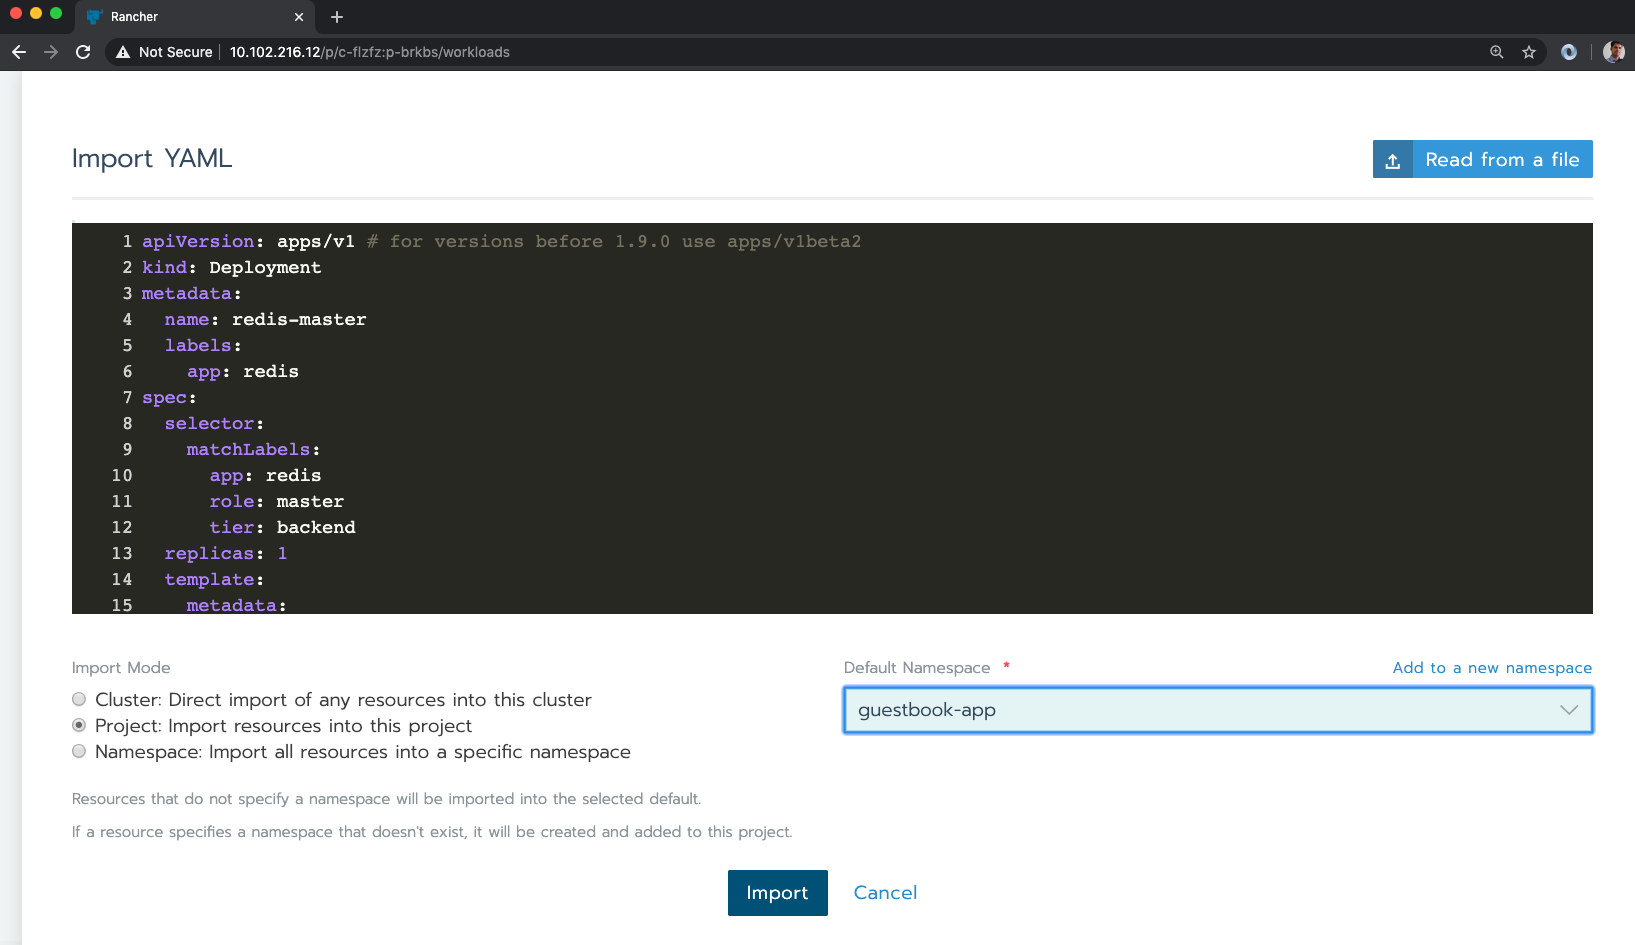 Rancher
Not Secure 10.102.216.12/p/c-flzfz:p-brkbs/workloads
Import YAML
Read from a file
1 apiVersion: apps/v1 # for versions before 1.9.0 use apps/v1beta2
2 kind: Deployment
3 metadata:
4   name: redis-master
5   labels:
6     app: redis
7 spec:
8   selector:
9     matchLabels:
10       app: redis
11       role: master
12       tier: backend
13   replicas: 1
14   template:
15     metadata:
Import Mode
Cluster: Direct import of any resources into this cluster
Project: Import resources into this project
Namespace: Import all resources into a specific namespace
Default Namespace * Add to a new namespace
guestbook-app
Resources that do not specify a namespace will be imported into the selected default.
If a resource specifies a namespace that doesn't exist, it will be created and added to this project.
Import Cancel